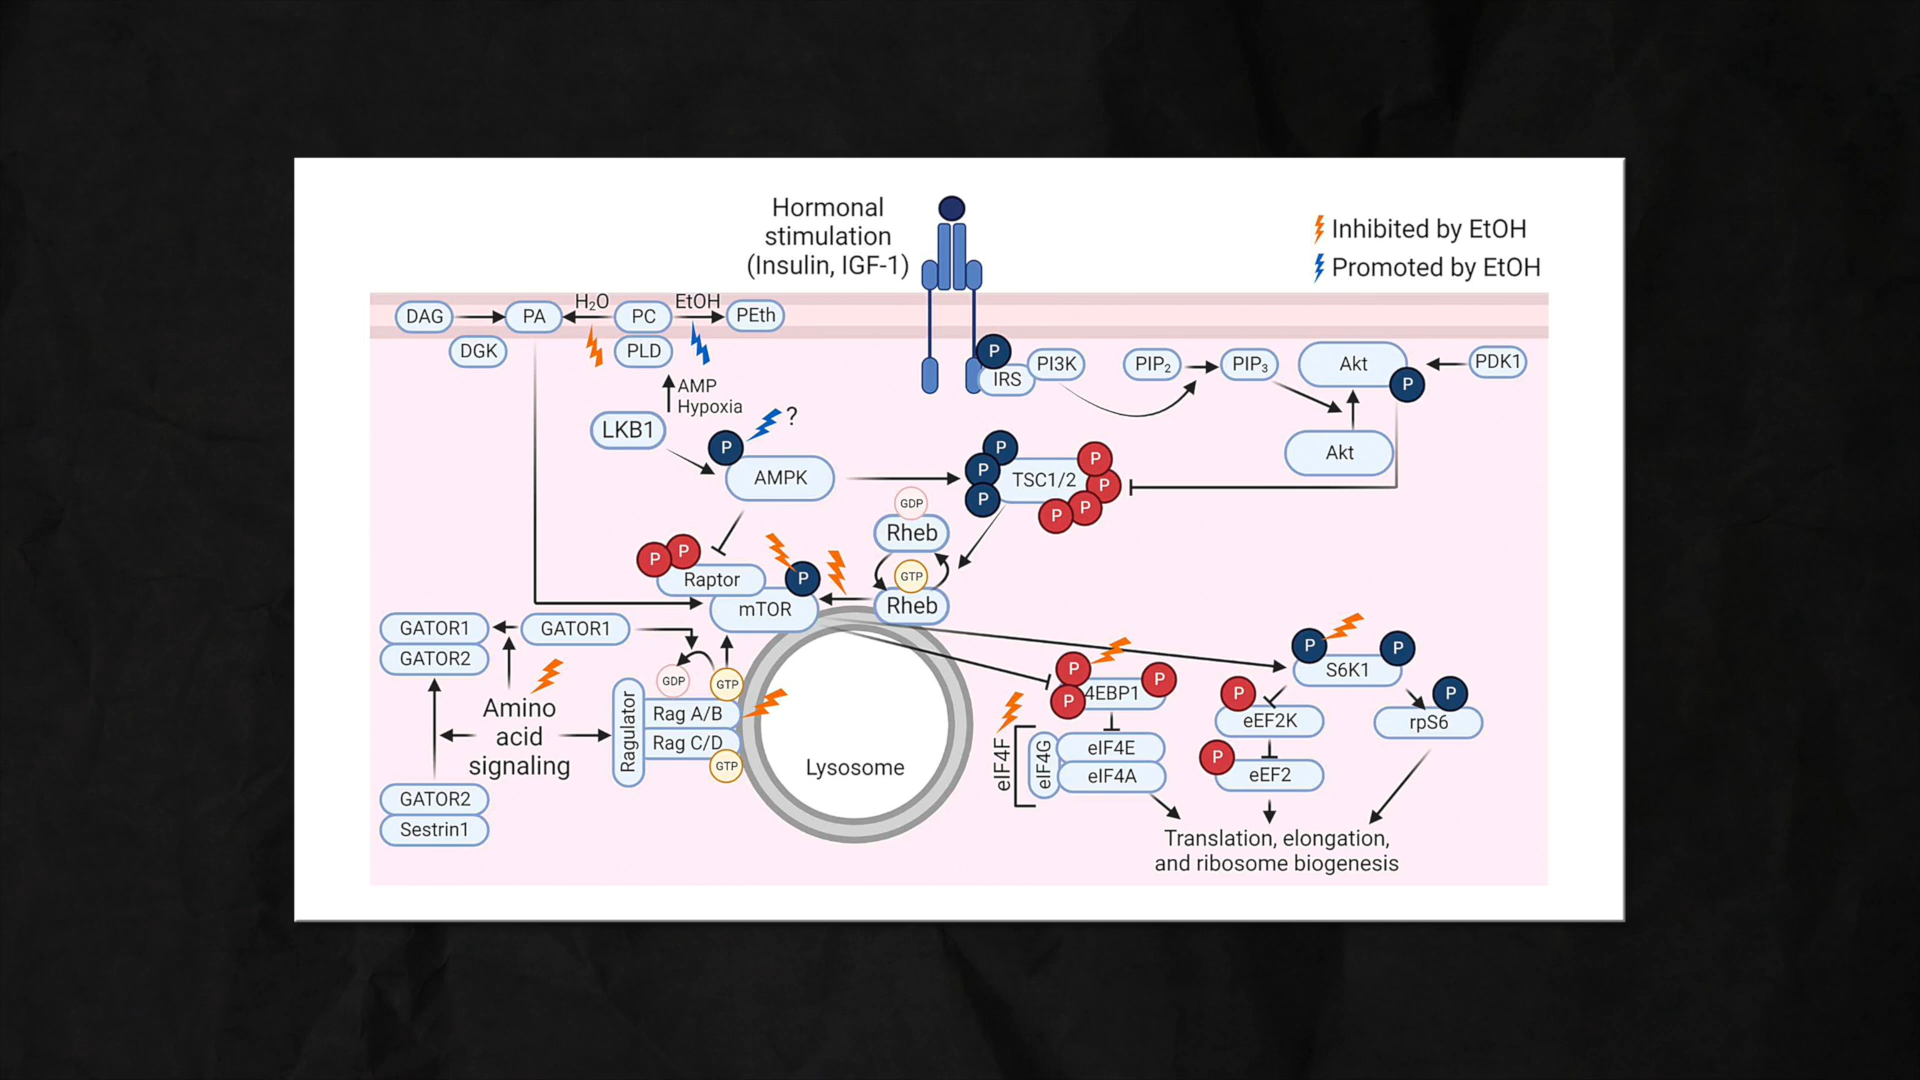 Hormonal
stimulation
(Insulin, IGF-1)
Inhibited by EtOH
Promoted by EtOH
DAG
PA
H₂O
PC
EtOH
PEth
DGK
PLD
AMP
Hypoxia
LKB1
P
?
AMPK
P
IRS
PI3K
PIP₂
PIP₃
Akt
P
PDK1
Akt
P
P
P
TSC1/2
P
P
P
P
GDP
Rheb
GTP
Rheb
P
P
Raptor
P
mTOR
GATOR1
GATOR2
GATOR1
GDP
GTP
Amino
acid
signaling
Ragulator
Rag A/B
Rag C/D
GTP
GATOR2
Sestrin1
Lysosome
P
P
P
4EBP1
eIF4F
eIF4G
eIF4E
eIF4A
P
P
S6K1
P
eEF2K
P
eEF2
P
rpS6
Translation, elongation,
and ribosome biogenesis